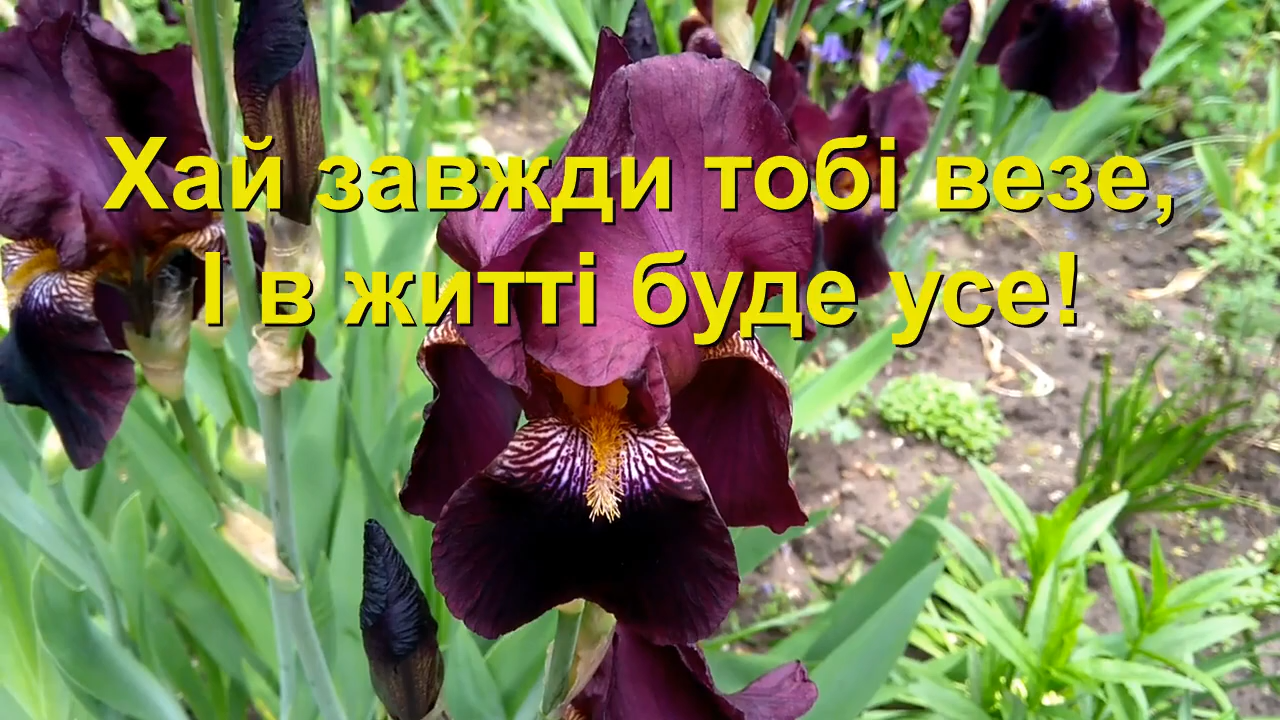 Хай завжди тобі везе,
І в житті буде усе!